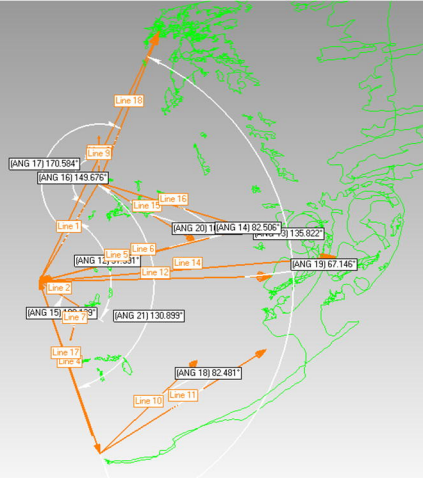 Line 18
Line 9
[ANG 17] 170.584°
[ANG 16] 149.676°
Line 16
Line 15
Line 1
[ANG 20]
[ANG 14] 82.506°
135.822°
Line 6
Line 5
Line 14
[ANG 19] 67.146°
Line 12
Line 2
[ANG 15]
Line 7
[ANG 21] 130.899°
Line 17
Line 4
[ANG 18] 82.481°
Line 11
Line 10